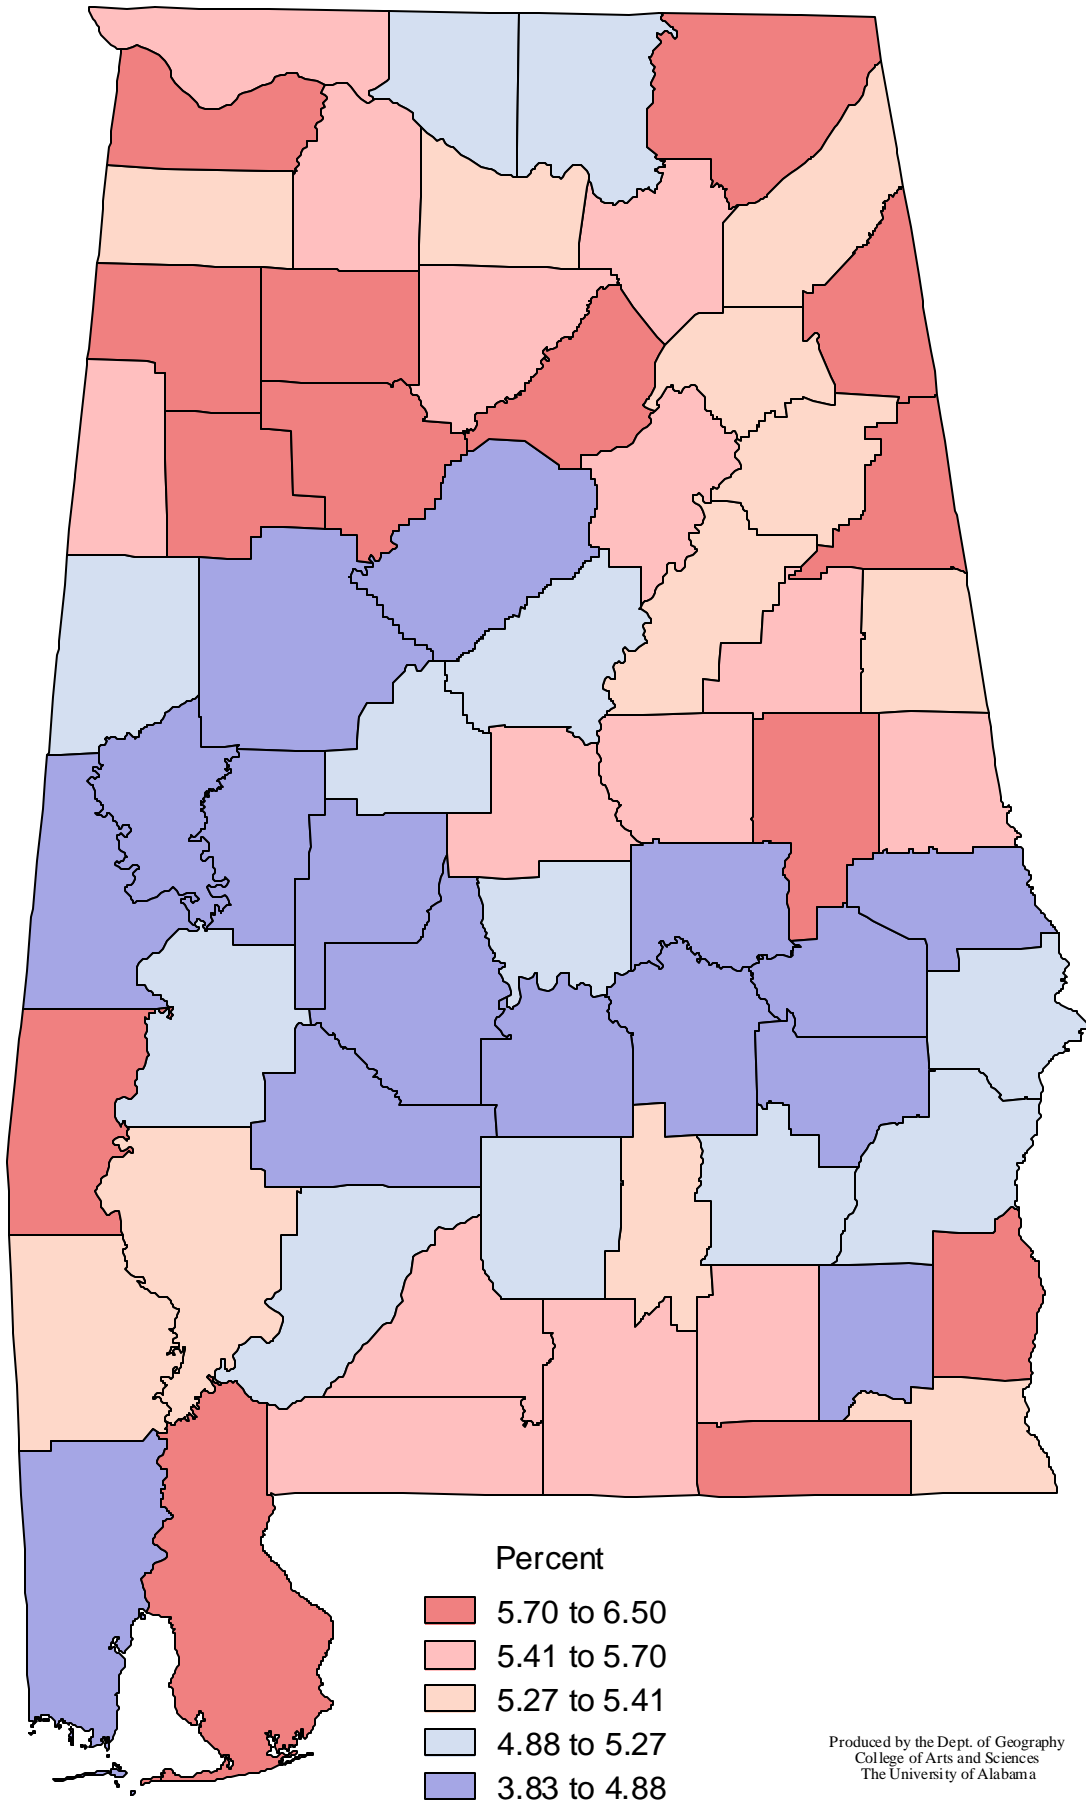 Percent
5.70 to 6.50
5.41 to 5.70
5.27 to 5.41
4.88 to 5.27
3.83 to 4.88
Produced by the Dept. of Geography
College of Arts and Sciences
The University of Alabama